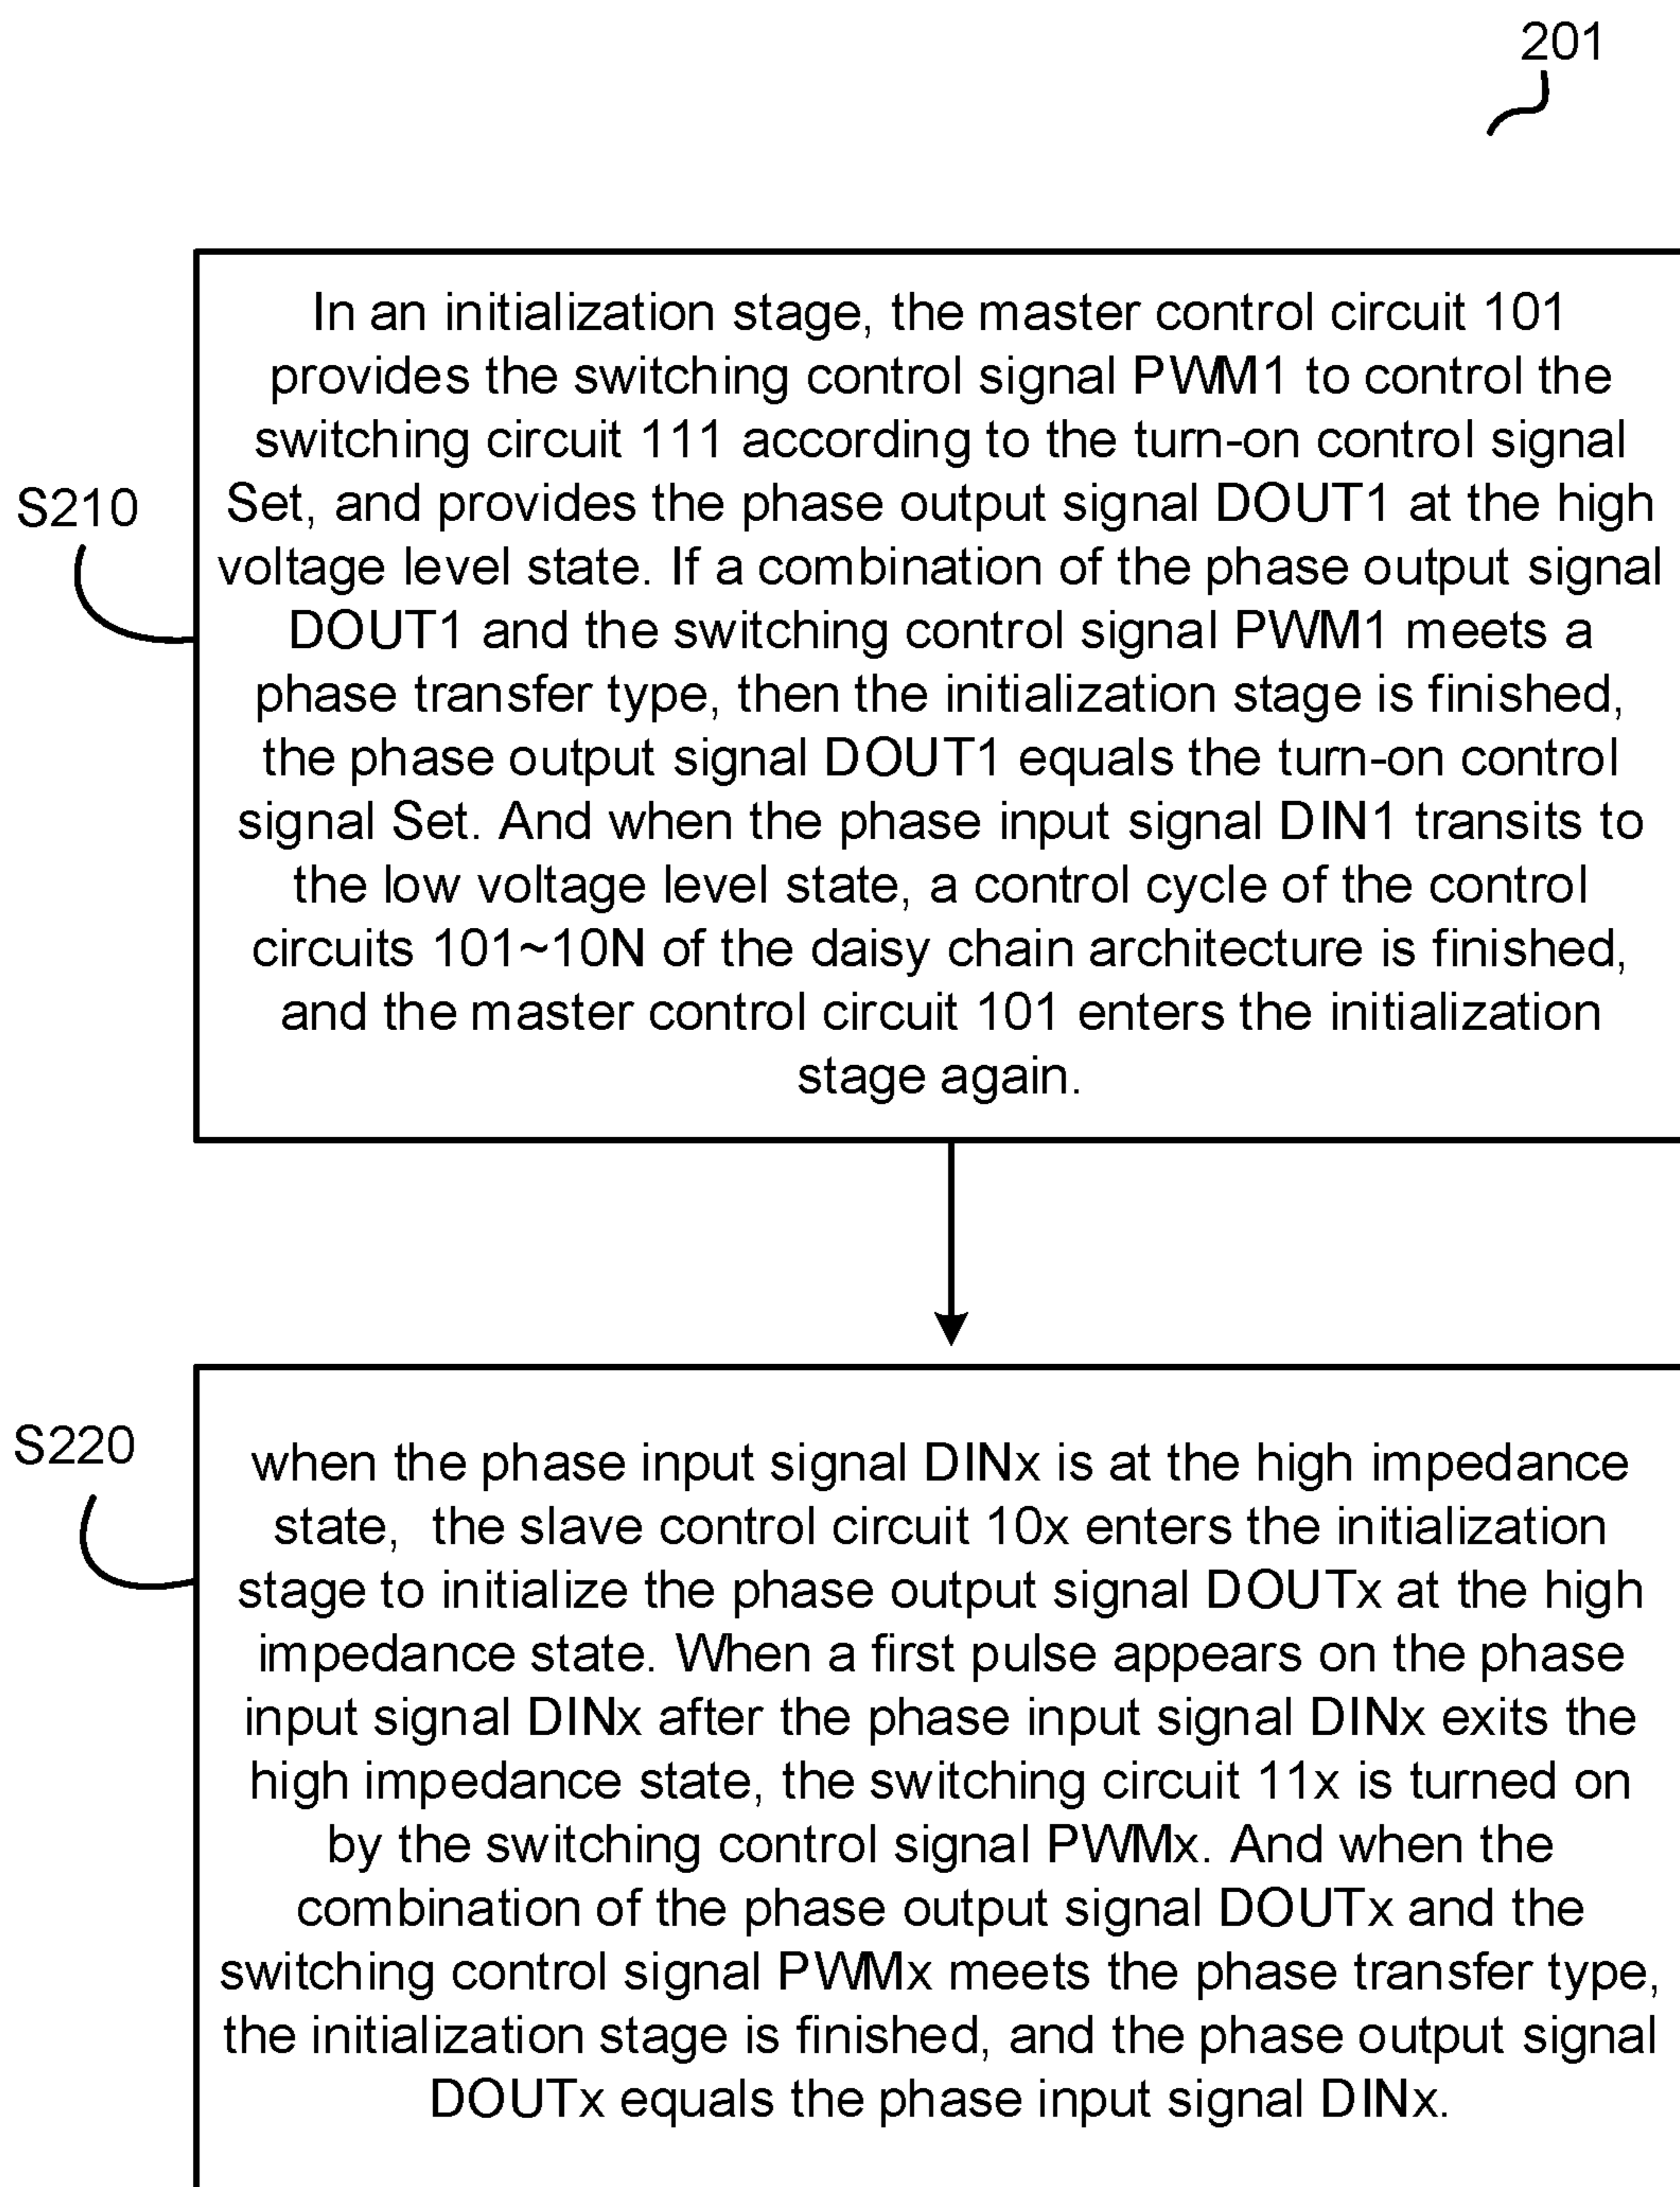 201
S210
In an initialization stage, the master control circuit 101
provides the switching control signal PWM1 to control the
switching circuit 111 according to the turn-on control signal
Set, and provides the phase output signal DOUT1 at the high
voltage level state. If a combination of the phase output signal
DOUT1 and the switching control signal PWM1 meets a
phase transfer type, then the initialization stage is finished,
the phase output signal DOUT1 equals the turn-on control
signal Set. And when the phase input signal DIN1 transits to
the low voltage level state, a control cycle of the control
circuits 101~10N of the daisy chain architecture is finished,
and the master control circuit 101 enters the initialization
stage again.
S220
when the phase input signal DINx is at the high impedance
state,  the slave control circuit 10x enters the initialization
stage to initialize the phase output signal DOUTx at the high
impedance state. When a first pulse appears on the phase
input signal DINx after the phase input signal DINx exits the
high impedance state, the switching circuit 11x is turned on
by the switching control signal PWMx. And when the
combination of the phase output signal DOUTx and the
switching control signal PWMx meets the phase transfer type,
the initialization stage is finished, and the phase output signal
DOUTx equals the phase input signal DINx.